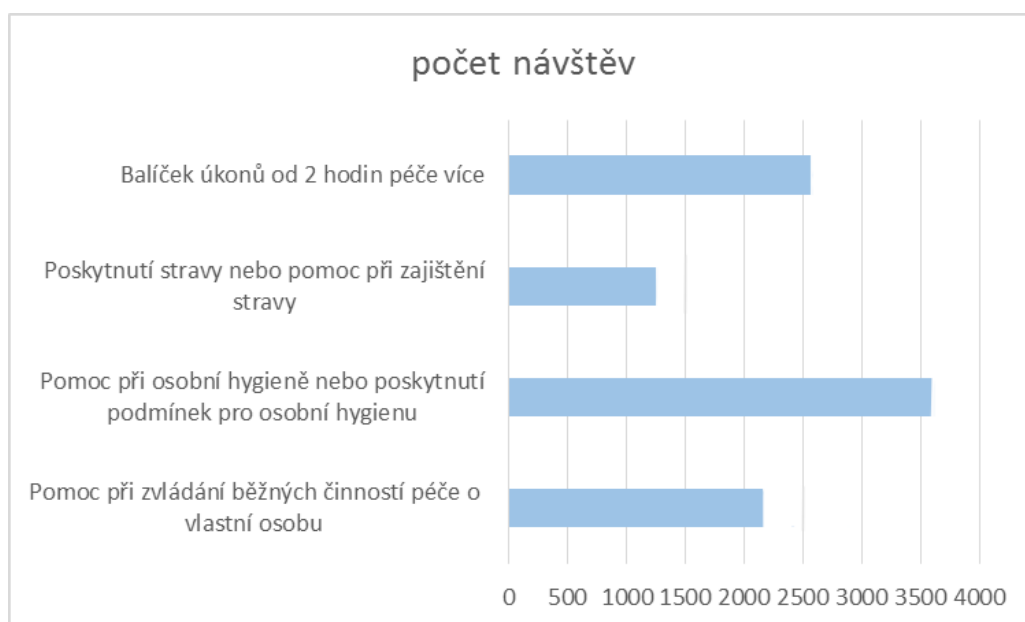 počet návštěv
Balíček úkonů od 2 hodin péče více
Poskytnutí stravy nebo pomoc při zajištění
stravy
Pomoc při osobní hygieně nebo poskytnutí
podmínek pro osobní hygienu
Pomoc při zvládání běžných činností péče o
vlastní osobu
0 500 1000 1500 2000 2500 3000 3500 4000